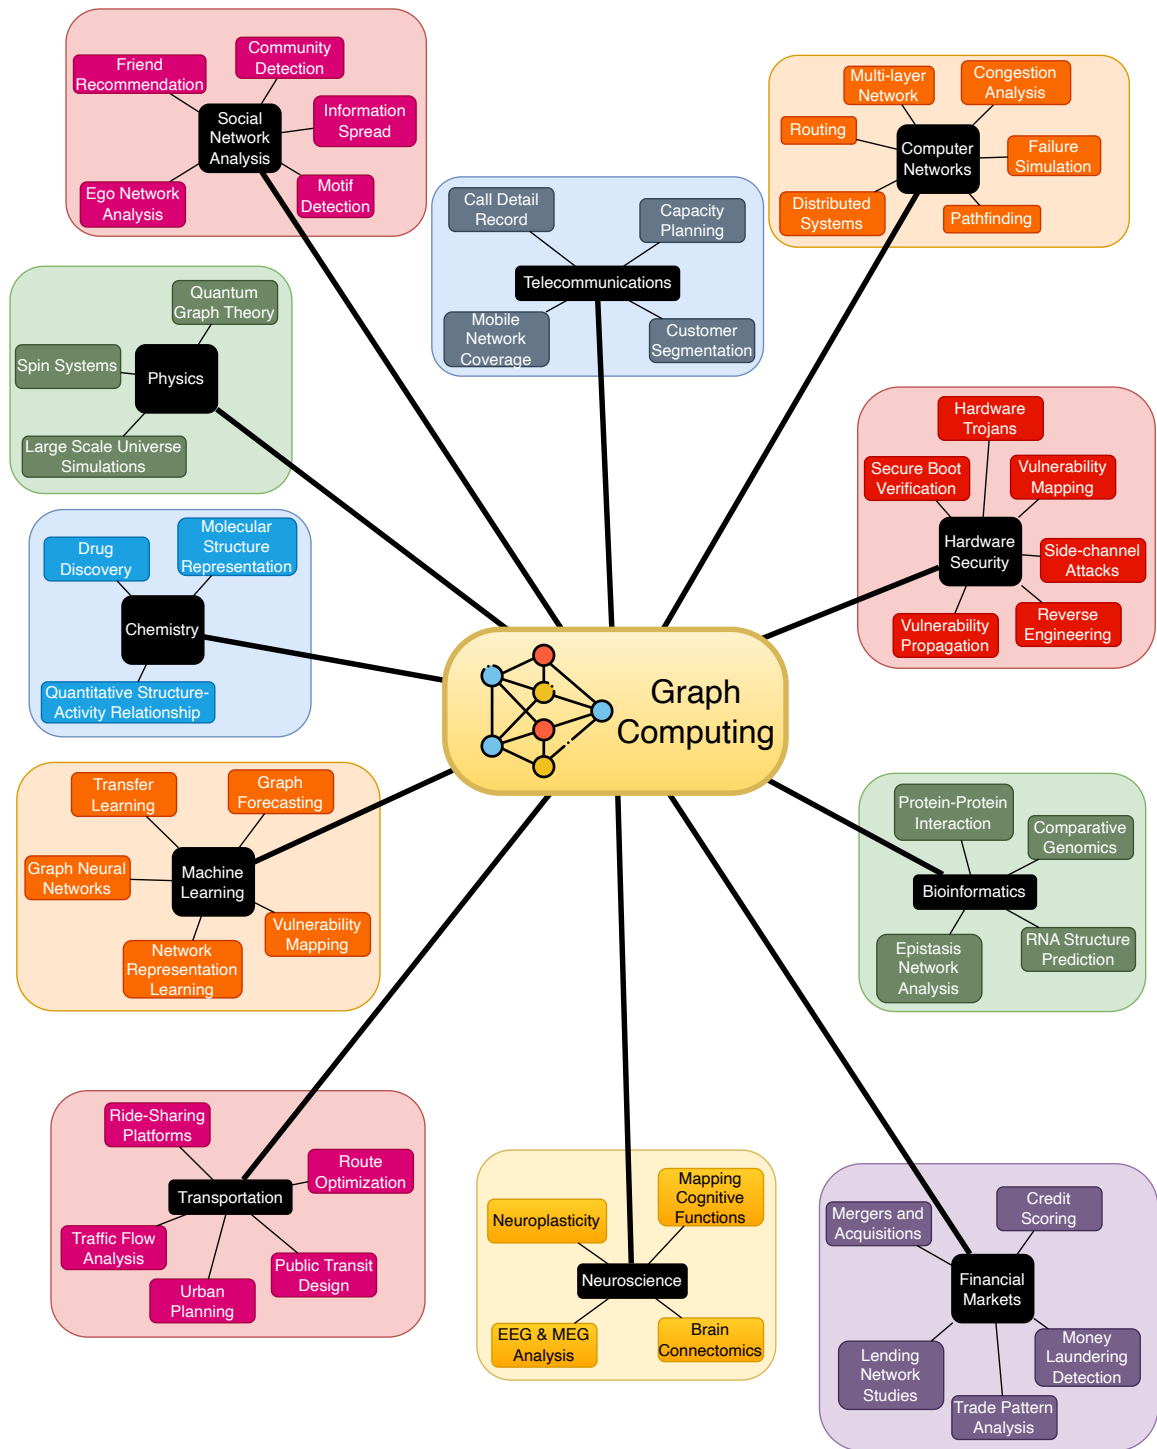 Friend
Recommendation
Community
Detection
Information
Spread
Social
Network
Analysis
Ego Network
Analysis
Motif
Detection
Multi-layer
Network
Congestion
Analysis
Routing
Computer
Networks
Failure
Simulation
Distributed
Systems
Pathfinding
Call Detail
Record
Capacity
Planning
Telecommunications
Mobile
Network
Coverage
Customer
Segmentation
Quantum
Graph Theory
Spin Systems
Physics
Large Scale Universe
Simulations
Hardware
Trojans
Secure Boot
Verification
Vulnerability
Mapping
Hardware
Security
Side-channel
Attacks
Vulnerability
Propagation
Reverse
Engineering
Drug
Discovery
Molecular
Structure
Representation
Chemistry
Quantitative Structure-
Activity Relationship
Graph
Computing
Transfer
Learning
Graph
Forecasting
Graph Neural
Networks
Machine
Learning
Vulnerability
Mapping
Network
Representation
Learning
Protein-Protein
Interaction
Comparative
Genomics
Bioinformatics
Epistasis
Network
Analysis
RNA Structure
Prediction
Ride-Sharing
Platforms
Route
Optimization
Transportation
Traffic Flow
Analysis
Urban
Planning
Public Transit
Design
Neuroplasticity
Mapping
Cognitive
Functions
Neuroscience
EEG & MEG
Analysis
Brain
Connectomics
Mergers and
Acquisitions
Credit
Scoring
Financial
Markets
Lending
Network
Studies
Money
Laundering
Detection
Trade Pattern
Analysis